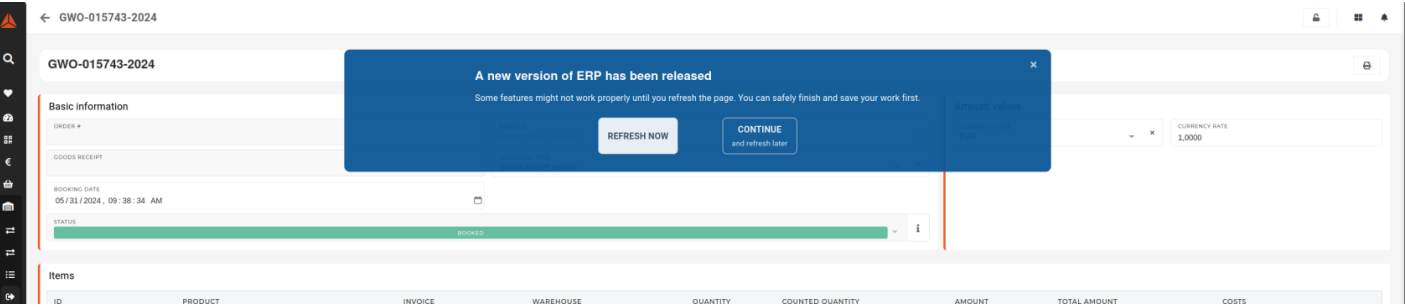 GWO-015743-2024
GWO-015743-2024
A new version of ERP has been released
Some features might not work properly until you refresh the page. You can safely finish and save your work first.
REFRESH NOW
CONTINUE
and refresh later
Basic information
Amount values
ORDER #
GOODS RECEIPT
CURRENCY RATE
1,0000
BOOKING DATE
05/31/2024, 09:38:34 AM
STATUS
BOOKED
Items
ID PRODUCT INVOICE WAREHOUSE QUANTITY COUNTED QUANTITY AMOUNT TOTAL AMOUNT COSTS